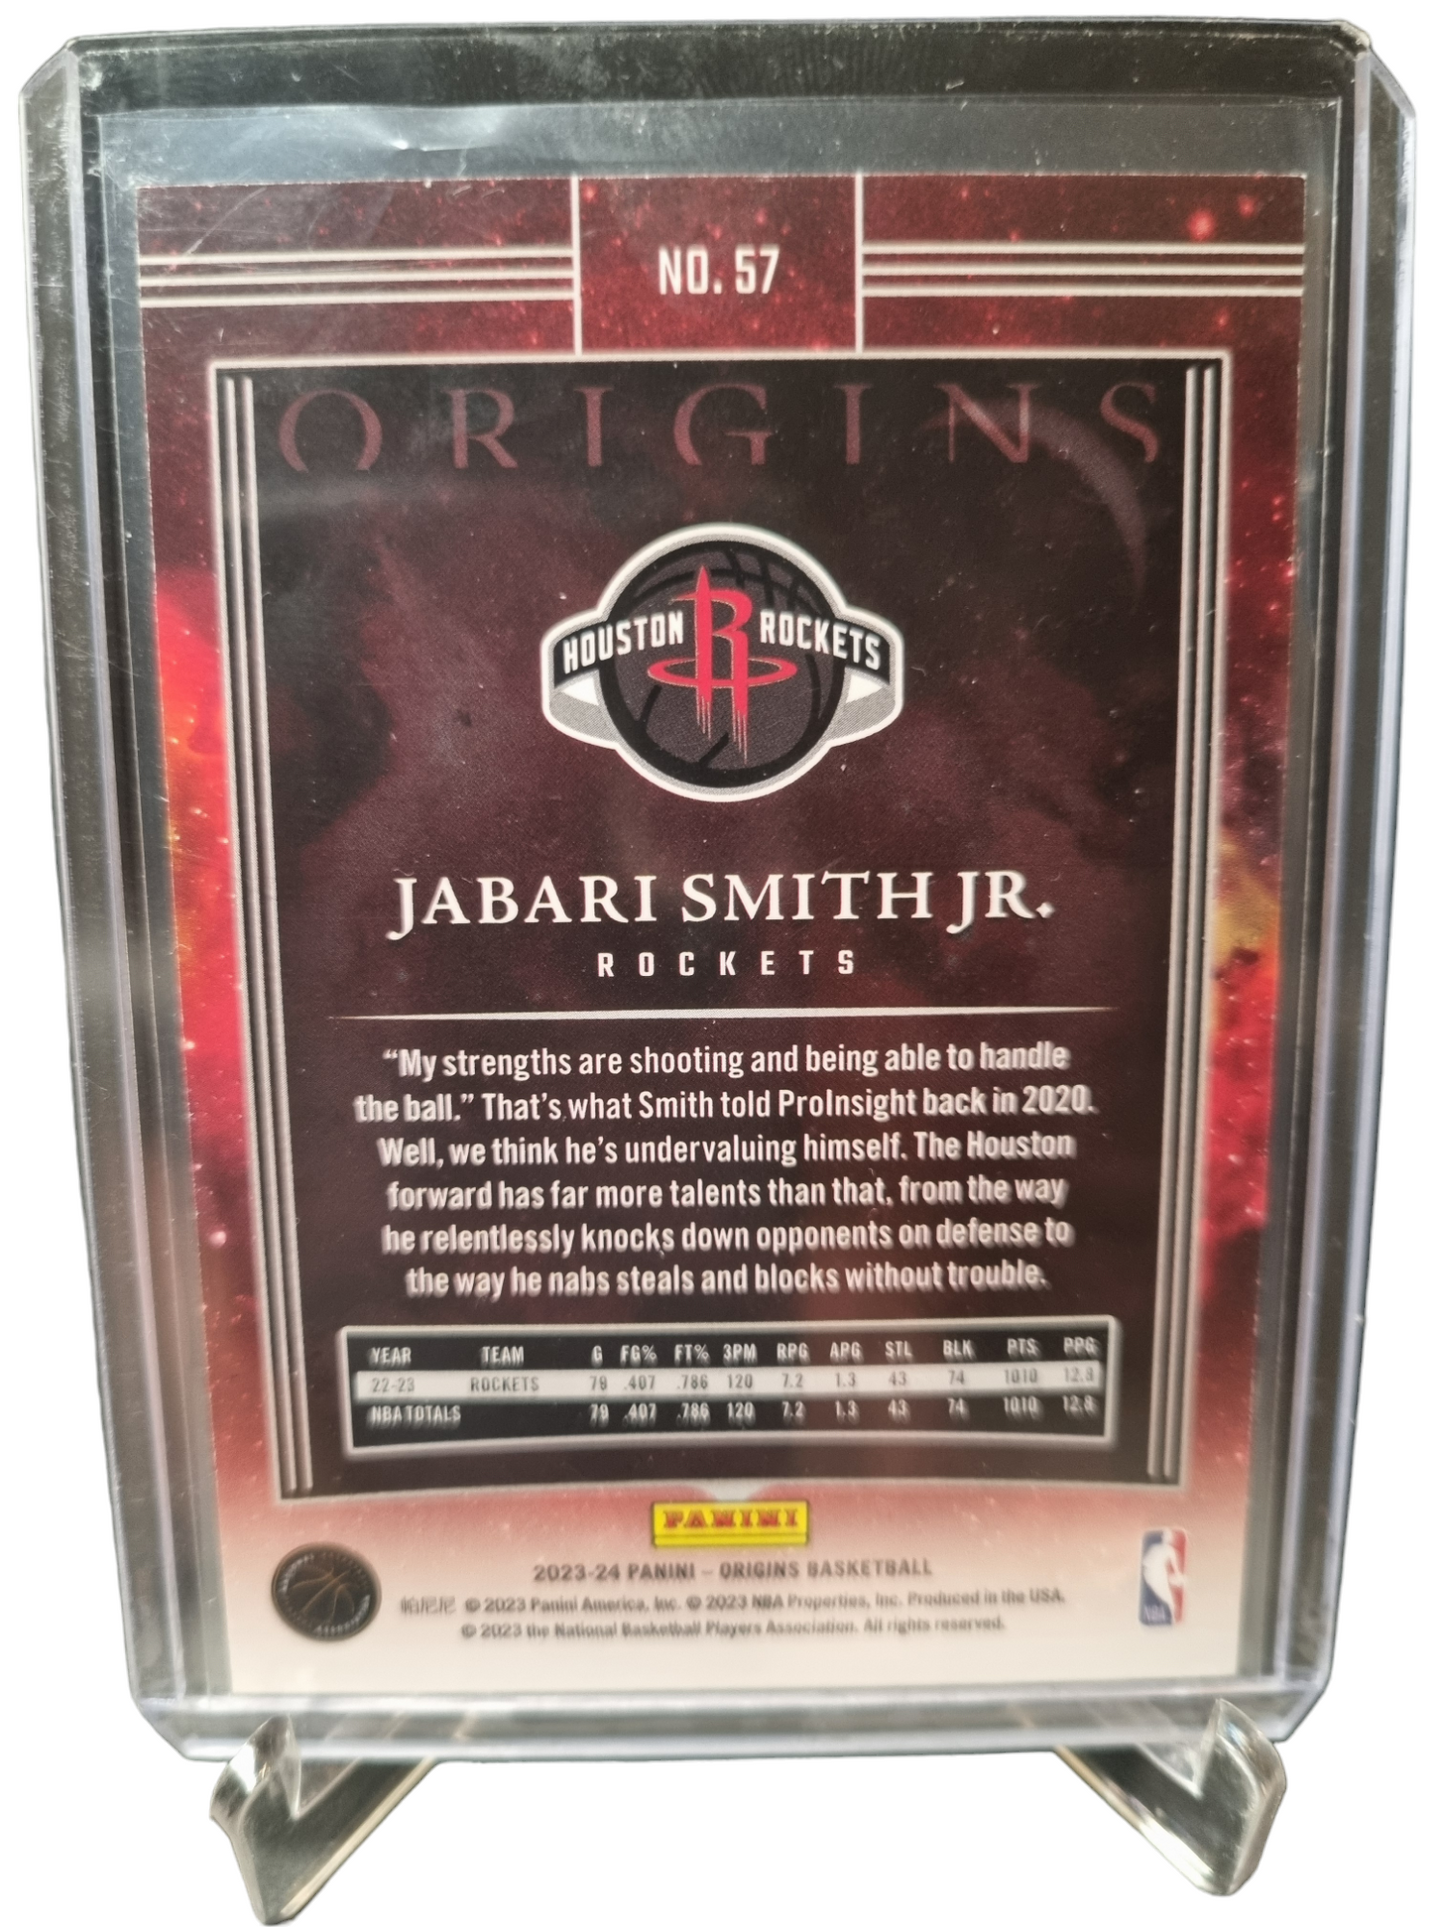 NO. 57
ORIGINS
HOUSTON ROCKETS
JABARI SMITH JR.
ROCKETS
“My strengths are shooting and being able to handle
the ball.” That’s what Smith told ProInsight back in 2020.
Well, we think he’s undervaluing himself. The Houston
forward has far more talents than that, from the way
he relentlessly knocks down opponents on defense to
the way he nabs steals and blocks without trouble.
YEAR TEAM G FG% FT% 3PM RPG APG STL BLK PTS PPG
22-23 ROCKETS 79 .407 .786 120 7.2 1.3 43 74 1010 12.8
NBA TOTALS 79 .407 .786 120 7.2 1.3 43 74 1010 12.8
PANINI
2023-24 PANINI – ORIGINS BASKETBALL
帕尼尼 © 2023 Panini America, Inc. © 2023 NBA Properties, Inc. Produced in the USA.
© 2023 the National Basketball Players Association. All rights reserved.
NBA